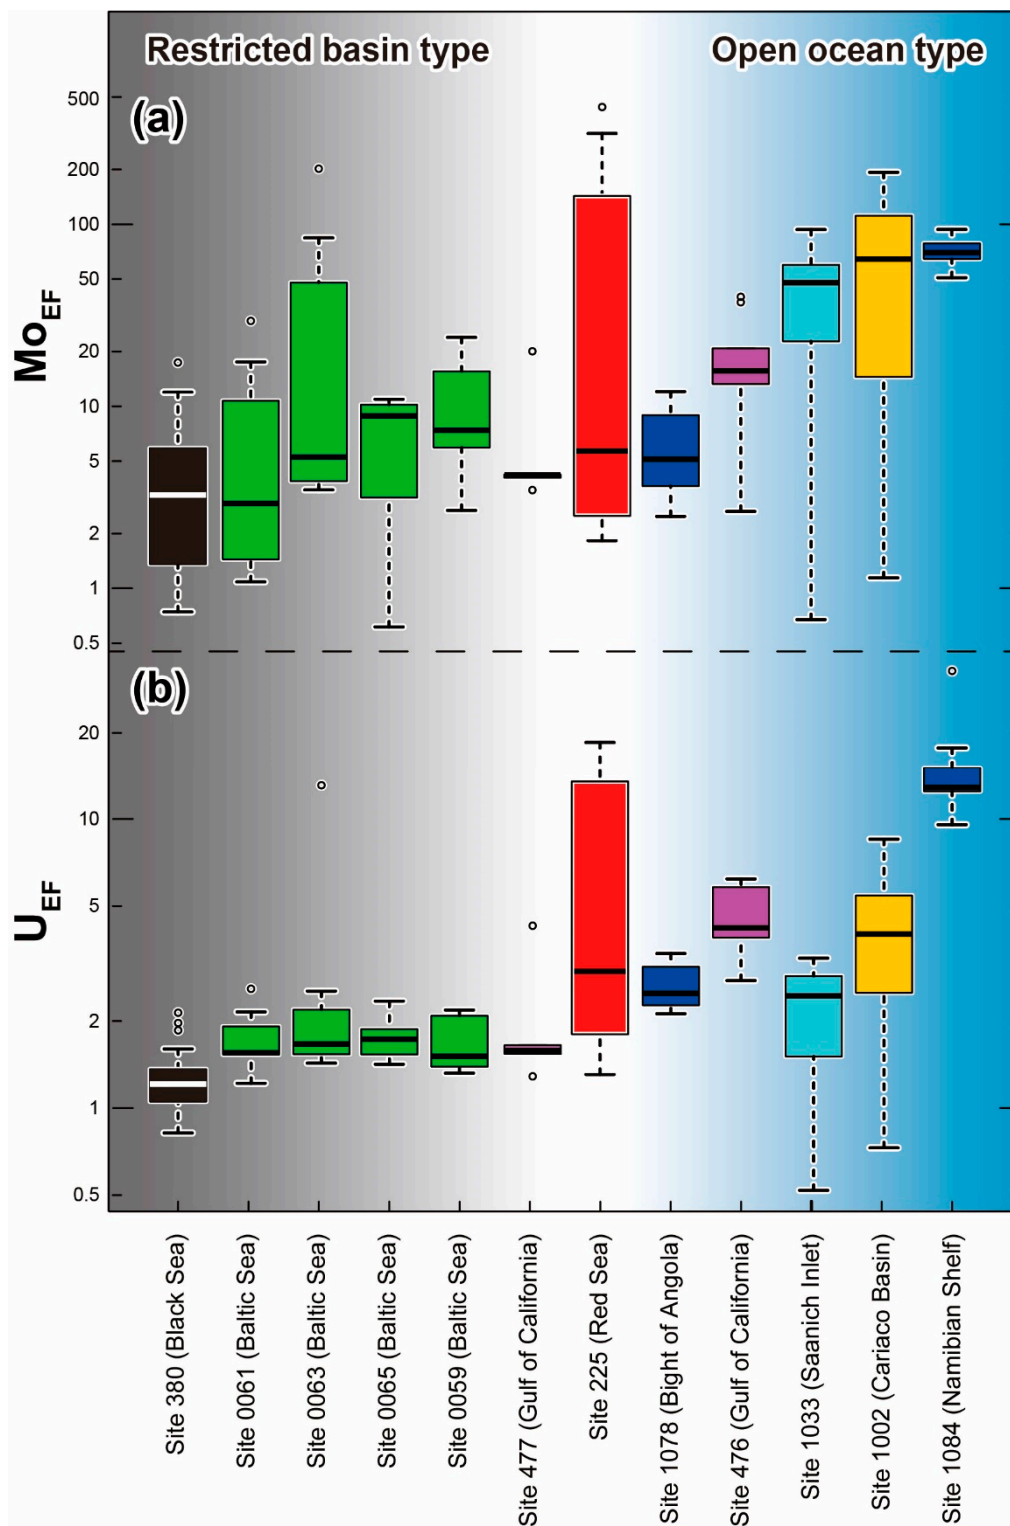 Restricted basin type
Open ocean type
(a)
500
200
100
50
20
10
5
2
1
0.5
MoEF
(b)
20
10
5
2
1
0.5
UEF
Site 380 (Black Sea)
Site 0061 (Baltic Sea)
Site 0063 (Baltic Sea)
Site 0065 (Baltic Sea)
Site 0059 (Baltic Sea)
Site 477 (Gulf of California)
Site 225 (Red Sea)
Site 1078 (Bight of Angola)
Site 476 (Gulf of California)
Site 1033 (Saanich Inlet)
Site 1002 (Cariaco Basin)
Site 1084 (Namibian Shelf)